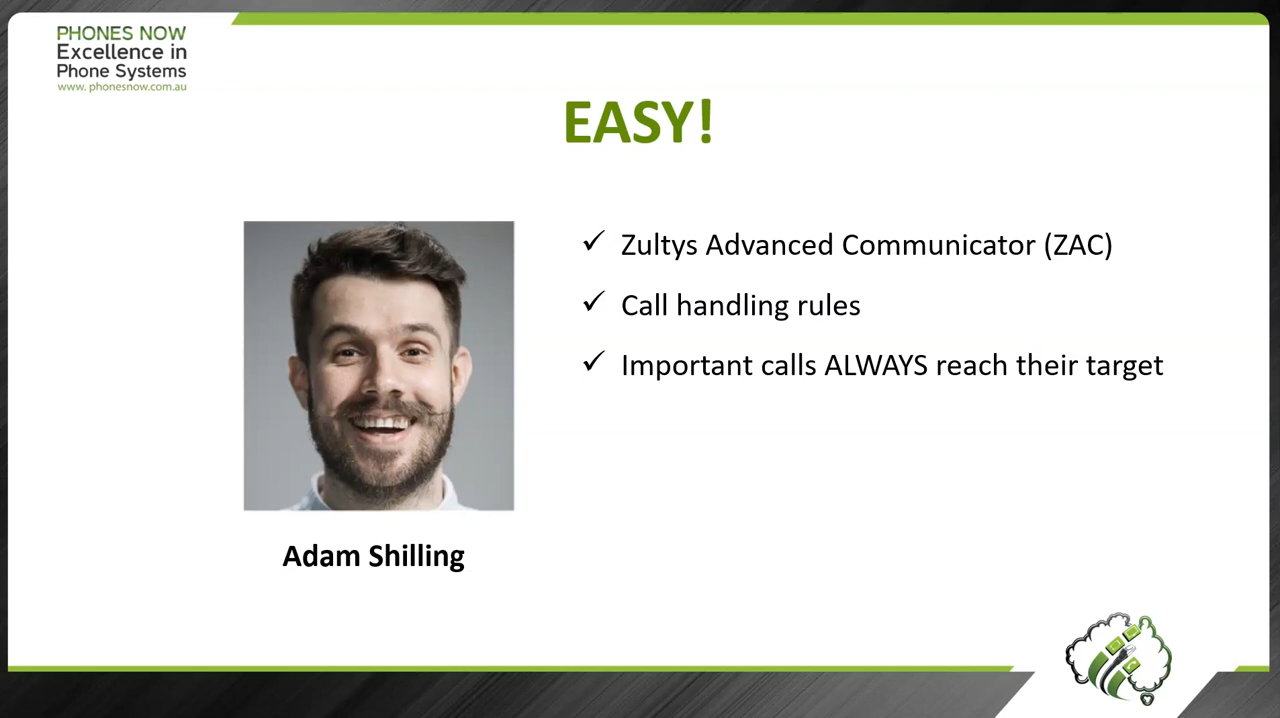 PHONES NOW
Excellence in
Phone Systems
www. phonesnow.com.au
EASY!
✓ Zultys Advanced Communicator (ZAC)
✓ Call handling rules
✓ Important calls ALWAYS reach their target
Adam Shilling